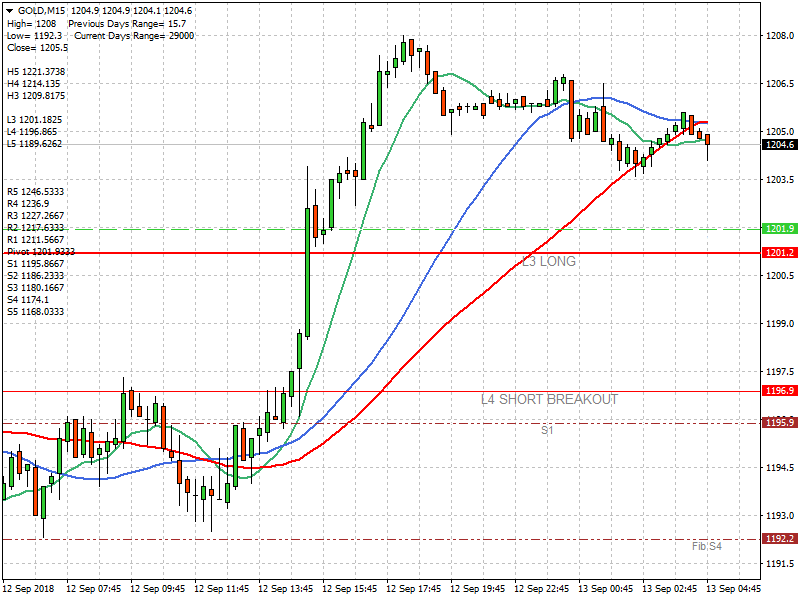 GOLD,M15 1204.9 1204.9 1204.1 1204.6
High= 1208 Previous Days Range= 15.7
Low= 1192.3 Current Days Range= 29000
Close= 1205.5
H5 1221.3738
H4 1214.135
H3 1209.8175
L3 1201.1825
L4 1196.865
L5 1189.6262
R5 1246.5333
R4 1236.9
R3 1227.2667
R2 1217.6333
R1 1211.5667
Pivot 1201.9333
S1 1195.8667
S2 1186.2333
S3 1180.1667
S4 1174.1
S5 1168.0333
L3 LONG
L4 SHORT BREAKOUT
S1
Fib S4
1208.0
1206.5
1205.0
1204.6
1203.5
1201.9
1201.2
1200.5
1199.0
1197.5
1196.9
1195.9
1194.5
1193.0
1192.2
1191.5
12 Sep 2018 12 Sep 07:45 12 Sep 09:45 12 Sep 11:45 12 Sep 13:45 12 Sep 15:45 12 Sep 17:45 12 Sep 19:45 12 Sep 22:45 13 Sep 00:45 13 Sep 02:45 13 Sep 04:45